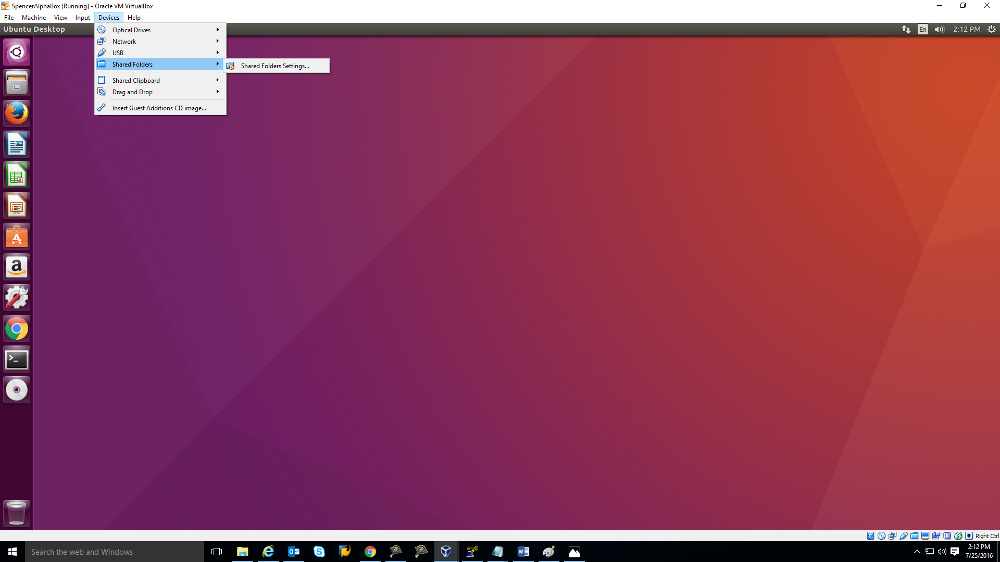 SpencerAlphaBox [Running] - Oracle VM VirtualBox
File Machine View Input Devices Help
Ubuntu Desktop
En
2:12 PM
Optical Drives
Network
USB
Shared Folders
Shared Folders Settings...
Shared Clipboard
Drag and Drop
Insert Guest Additions CD image...
Right Ctrl
Search the web and Windows
2:12 PM
7/25/2016